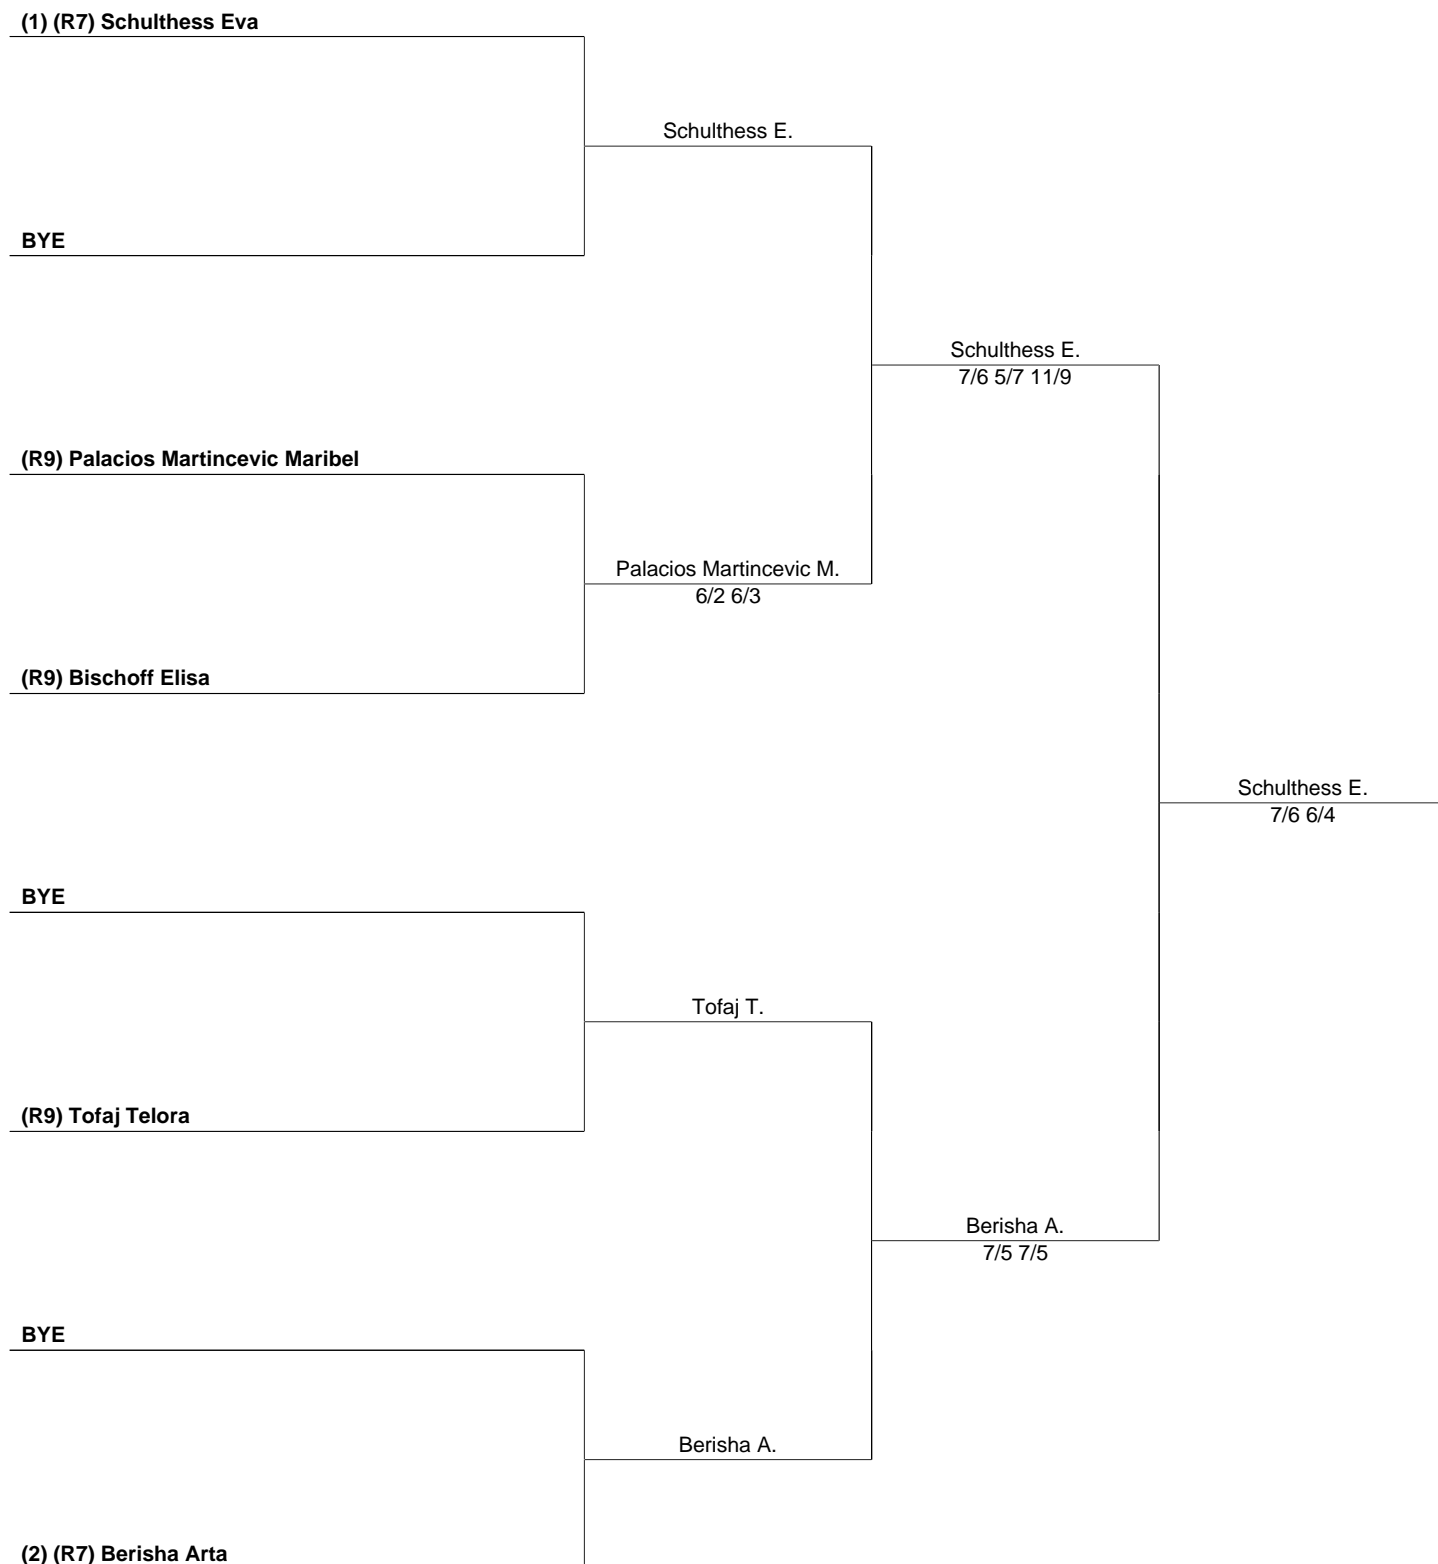 (1) (R7) Schulthess Eva
Schulthess E.
BYE
Schulthess E.
7/6 5/7 11/9
(R9) Palacios Martincevic Maribel
Palacios Martincevic M.
6/2 6/3
(R9) Bischoff Elisa
Schulthess E.
7/6 6/4
BYE
Tofaj T.
(R9) Tofaj Telora
Berisha A.
7/5 7/5
BYE
Berisha A.
(2) (R7) Berisha Arta